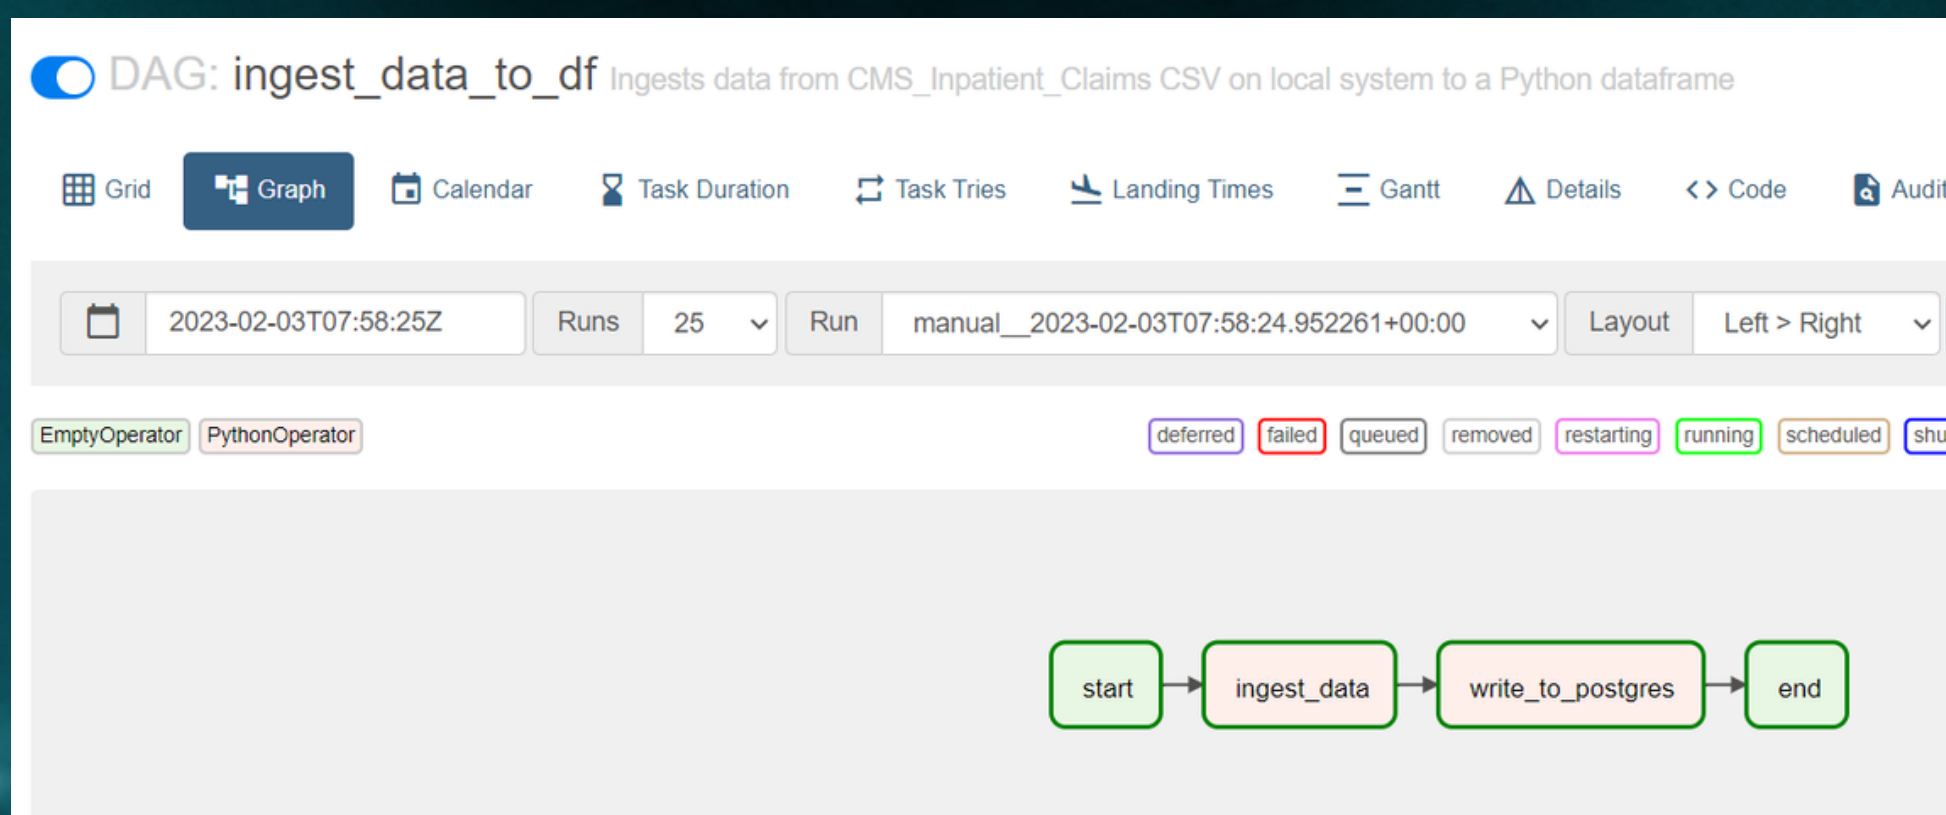 DAG: ingest_data_to_df Ingests data from CMS_Inpatient_Claims CSV on local system to a Python dataframe
Grid Graph Calendar Task Duration Task Tries Landing Times Gantt Details <> Code Audit
2023-02-03T07:58:25Z Runs 25 Run manual__2023-02-03T07:58:24.952261+00:00 Layout Left > Right
EmptyOperator PythonOperator deferred failed queued removed restarting running scheduled shu
start ingest_data write_to_postgres end